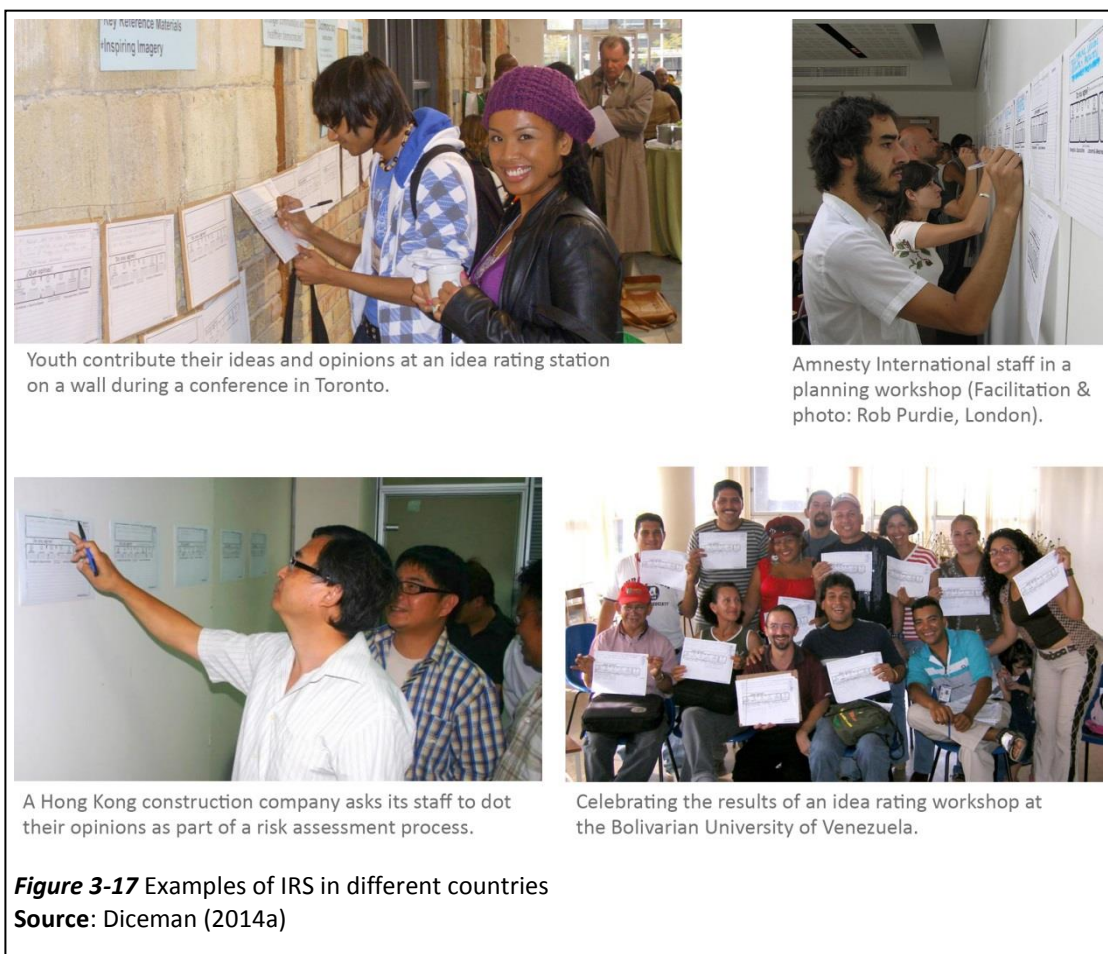 Key Reference Materials
+Inspiring Imagery
Youth contribute their ideas and opinions at an idea rating station
on a wall during a conference in Toronto.
Amnesty International staff in a
planning workshop (Facilitation &
photo: Rob Purdie, London).
A Hong Kong construction company asks its staff to dot
their opinions as part of a risk assessment process.
Celebrating the results of an idea rating workshop at
the Bolivarian University of Venezuela.
Figure 3-17 Examples of IRS in different countries
Source: Diceman (2014a)